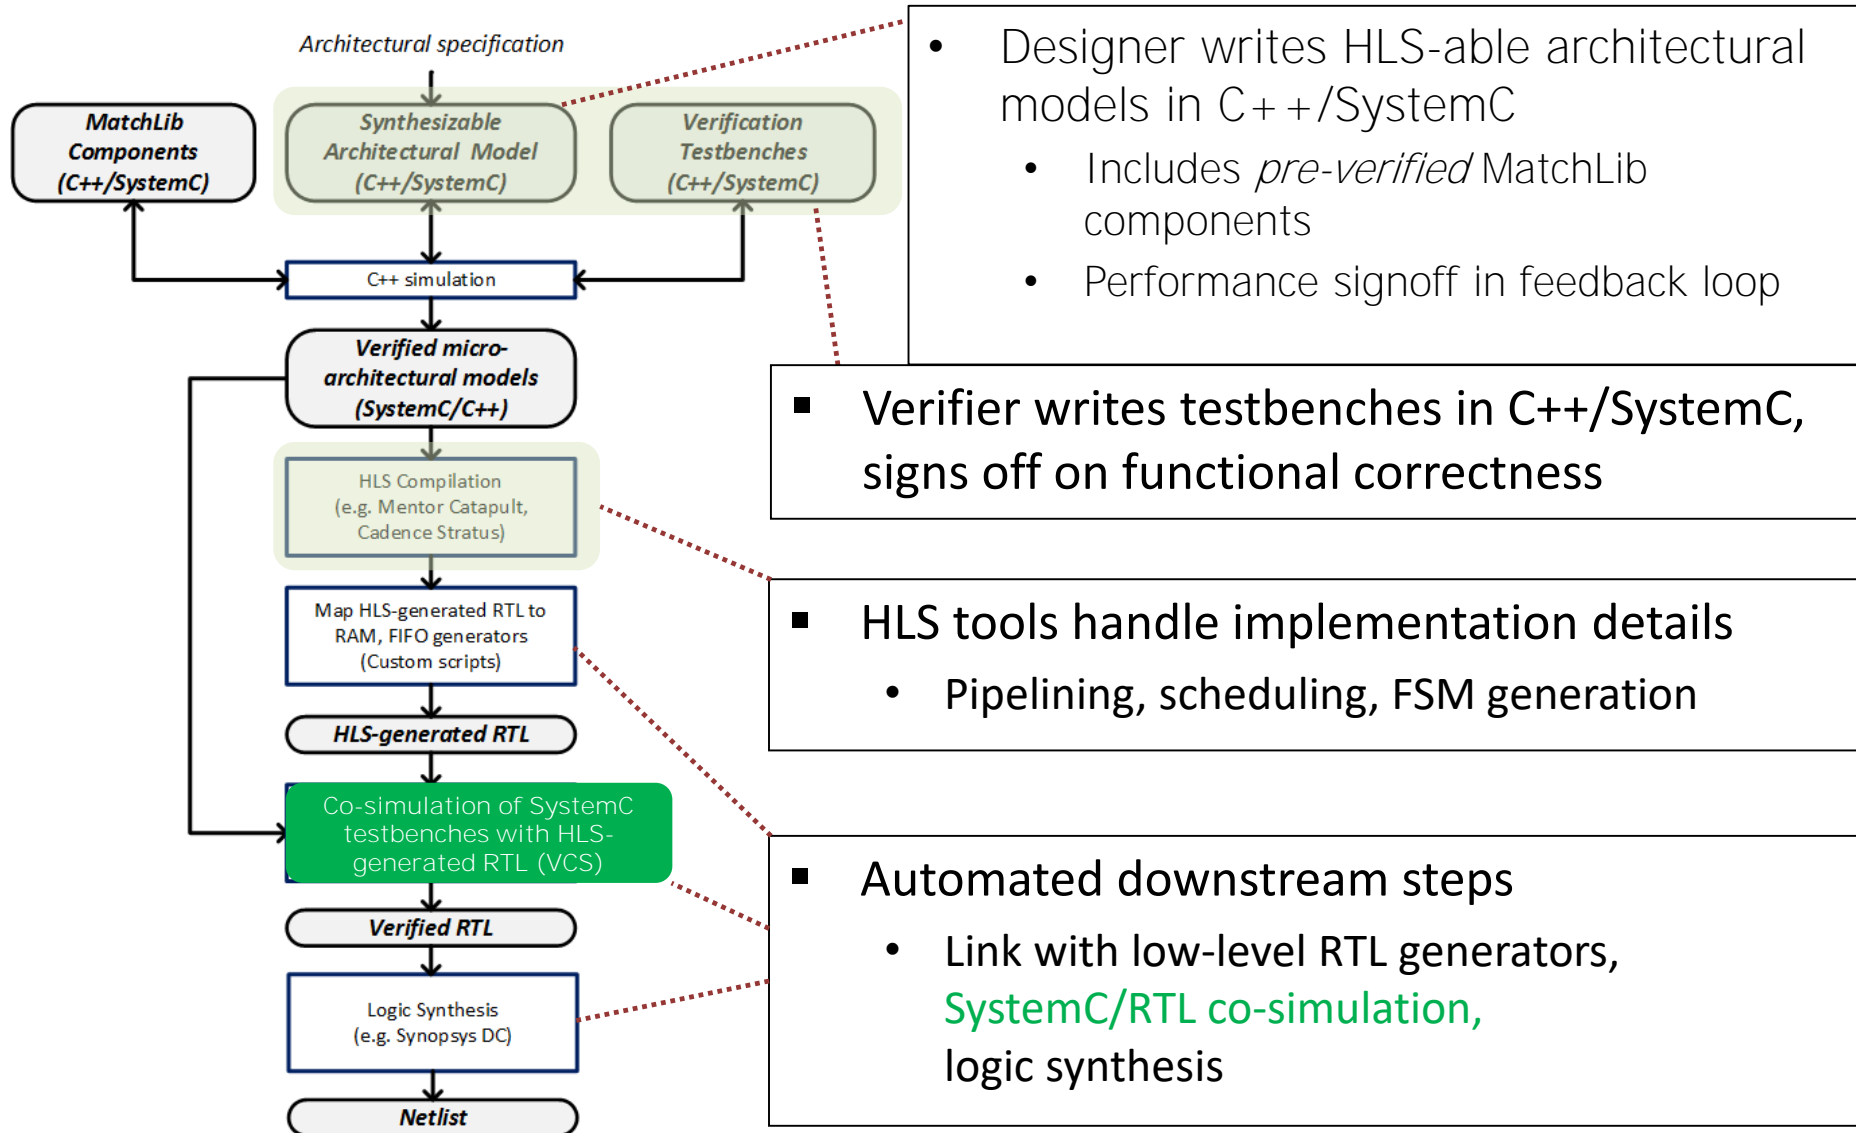 Architectural specification
MatchLib
Components
(C++/SystemC)
Synthesizable
Architectural Model
(C++/SystemC)
Verification
Testbenches
(C++/SystemC)
C++ simulation
Verified micro-
architectural models
(SystemC/C++)
HLS Compilation
(e.g. Mentor Catapult,
Cadence Stratus)
Map HLS-generated RTL to
RAM, FIFO generators
(Custom scripts)
HLS-generated RTL
Co-simulation of SystemC
testbenches with HLS-
generated RTL (VCS)
Verified RTL
Logic Synthesis
(e.g. Synopsys DC)
Netlist
• Designer writes HLS-able architectural
models in C++/SystemC
• Includes pre-verified MatchLib
components
• Performance signoff in feedback loop
▪ Verifier writes testbenches in C++/SystemC,
signs off on functional correctness
▪ HLS tools handle implementation details
• Pipelining, scheduling, FSM generation
▪ Automated downstream steps
• Link with low-level RTL generators,
SystemC/RTL co-simulation,
logic synthesis